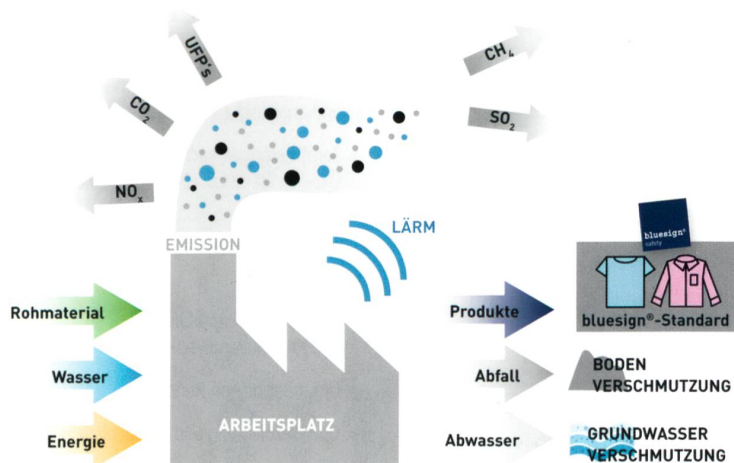 UFP's
CH₄
CO₂
SO₂
NOₓ
LÄRM
EMISSION
bluesign®
safety
Rohmaterial
Produkte
bluesign®-Standard
Wasser
Abfall
BODEN
VERSCHMUTZUNG
ARBEITSPLATZ
Energie
Abwasser
GRUNDWASSER
VERSCHMUTZUNG